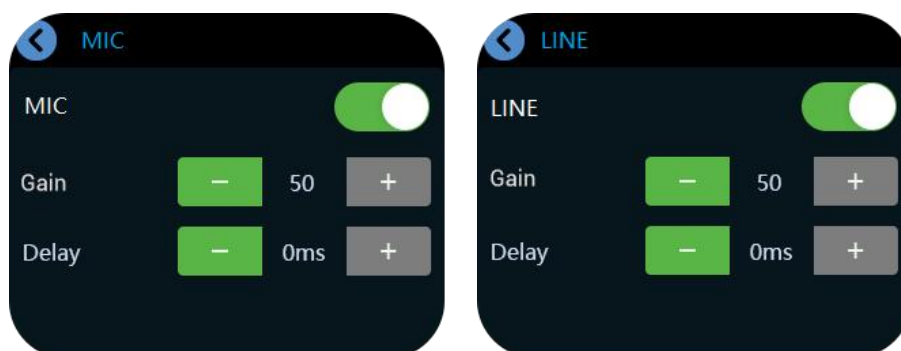 MIC
MIC
Gain − 50 +
Delay − 0ms +
LINE
LINE
Gain − 50 +
Delay − 0ms +